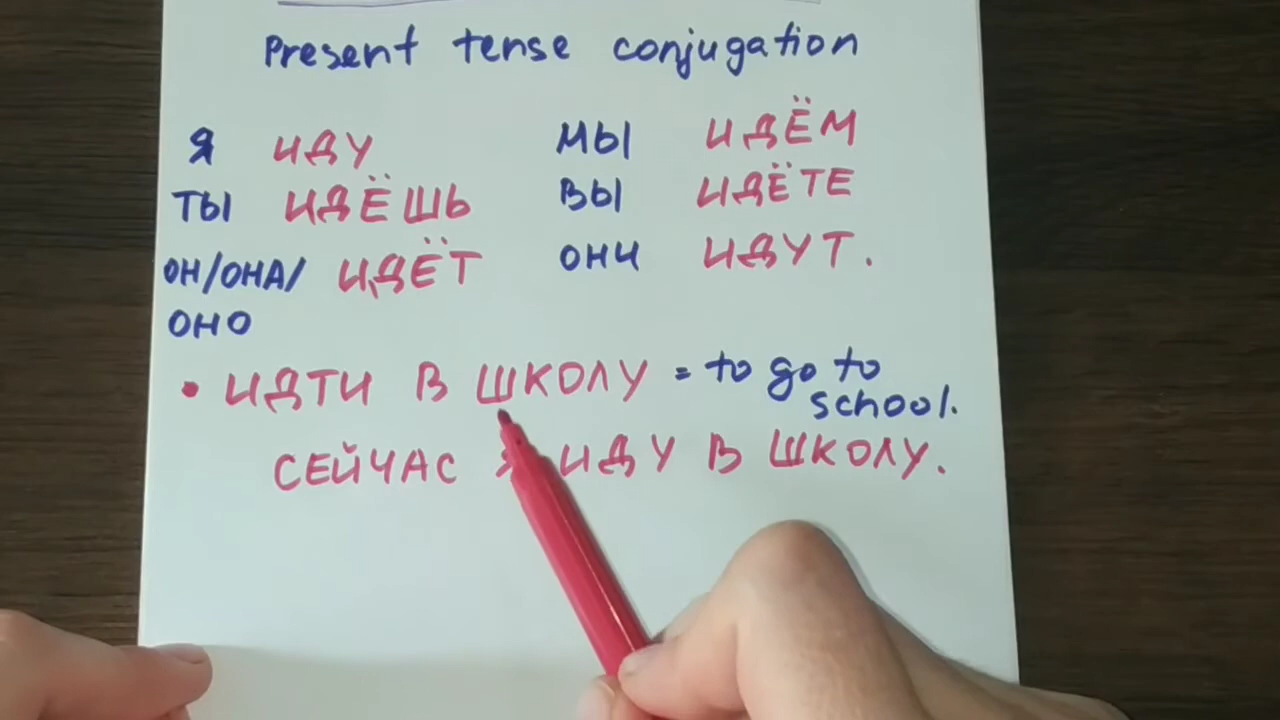 Present tense conjugation
Я ИДУ МЫ ИДЁМ
ТЫ ИДЁШЬ ВЫ ИДЁТЕ
ОН/ОНА/ ИДЁТ ОНИ ИДУТ.
ОНО
• ИДТИ В ШКОЛУ = to go to
school.
СЕЙЧАС Я ИДУ В ШКОЛУ.